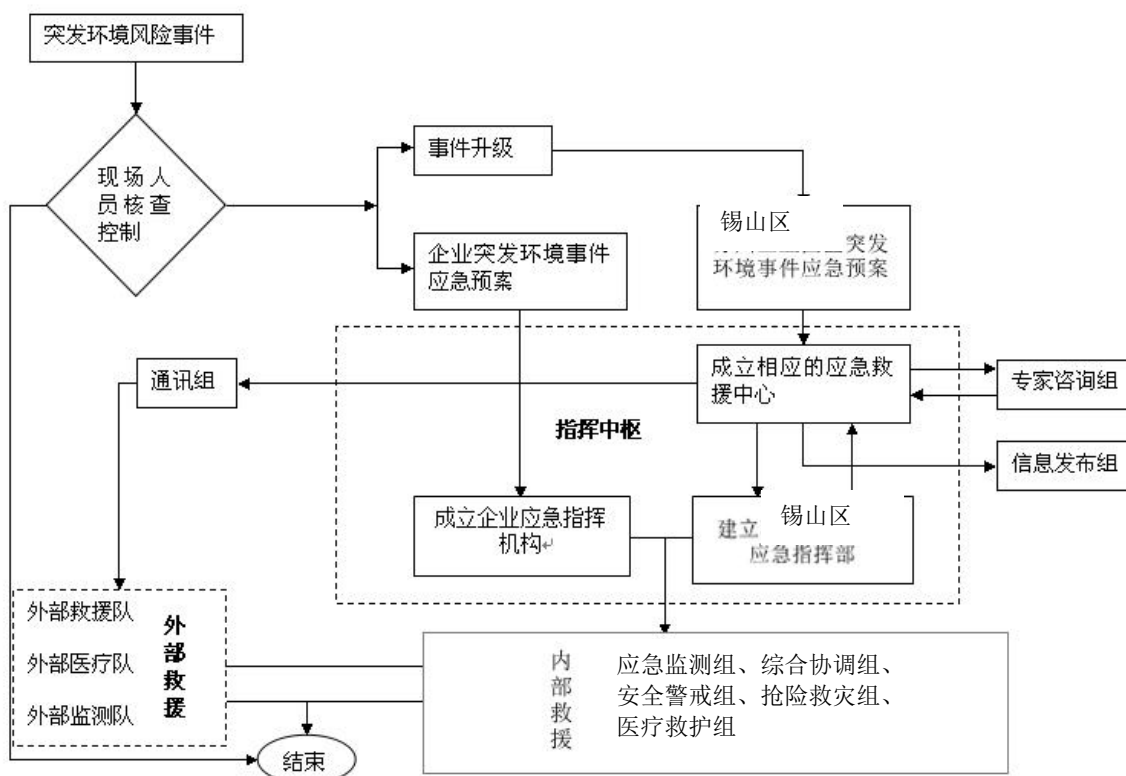 突发环境风险事件
现场人
员核查
控制
事件升级
企业突发环境事件
应急预案
锡山区
突发
环境事件应急预案
通讯组
成立相应的应急救
援中心
专家咨询组
指挥中枢
信息发布组
成立企业应急指挥
机构↵
建立
锡山区
应急指挥部
外部救援队
外部医疗队
外部监测队
外部救援
内部救援
应急监测组、综合协调组、
安全警戒组、抢险救灾组、
医疗救护组
结束